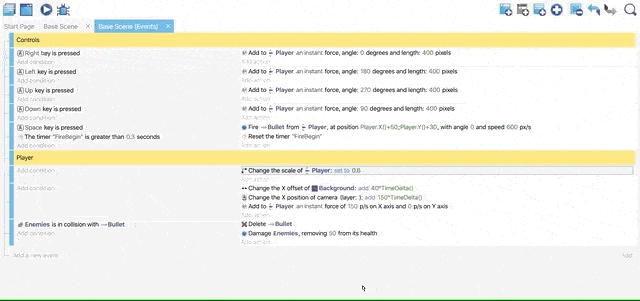 Start Page Base Scene × Base Scene (Events) ×
Controls
Right key is pressed Add to Player an instant force, angle: 0 degrees and length: 400 pixels
Add condition Add action
Left key is pressed Add to Player an instant force, angle: 180 degrees and length: 400 pixels
Add condition Add action
Up key is pressed Add to Player an instant force, angle: 270 degrees and length: 400 pixels
Add condition Add action
Down key is pressed Add to Player an instant force, angle: 90 degrees and length: 400 pixels
Add condition Add action
Space key is pressed Fire Bullet from Player, at position Player.X()+50;Player.Y()+30, with angle 0 and speed 600 px/s
The timer "FireBegin" is greater than 0.3 seconds Reset the timer "FireBegin"
Add condition Add action
Player
Add condition Change the scale of Player: set to 0.6
Add action
Add condition Change the X offset of Background: add 40*TimeDelta()
Change the X position of camera (layer: ): add 150*TimeDelta()
Add to Player an instant force of 150 p/s on X axis and 0 p/s on Y axis
Add action
Enemies is in collision with Bullet Delete Bullet
Add condition Damage Enemies, removing 50 from its health
Add action
Add a new event Add